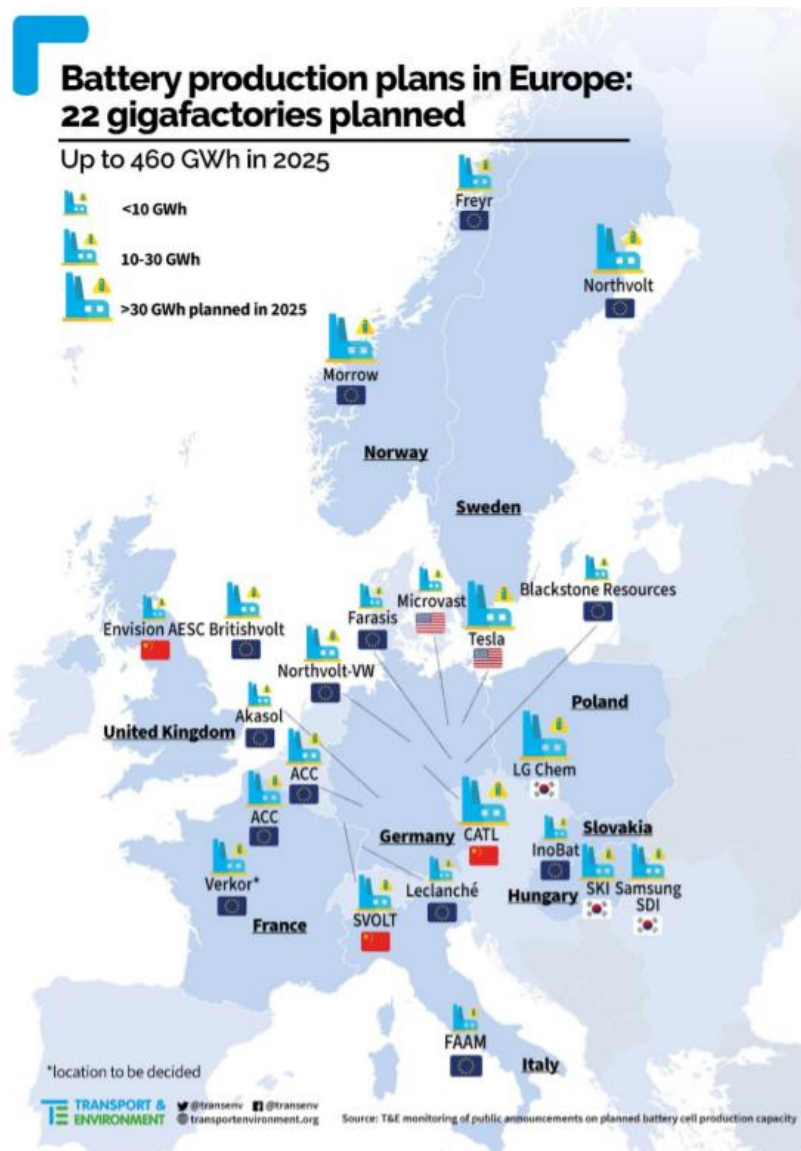 Battery production plans in Europe:
22 gigafactories planned
Up to 460 GWh in 2025
<10 GWh
10-30 GWh
>30 GWh planned in 2025
Freyr
Northvolt
Morrow
Norway
Sweden
Envision AESC
Britishvolt
Farasis
Microvast
Tesla
Blackstone Resources
Northvolt-VW
Akasol
United Kingdom
Poland
ACC
LG Chem
ACC
Germany
CATL
Slovakia
InoBat
Verkor*
Leclanché
Hungary
SKI
Samsung
SDI
France
SVOLT
FAAM
Italy
*location to be decided
TRANSPORT &
ENVIRONMENT
@transenv @transenv
transportenvironment.org
Source: T&E monitoring of public announcements on planned battery cell production capacity